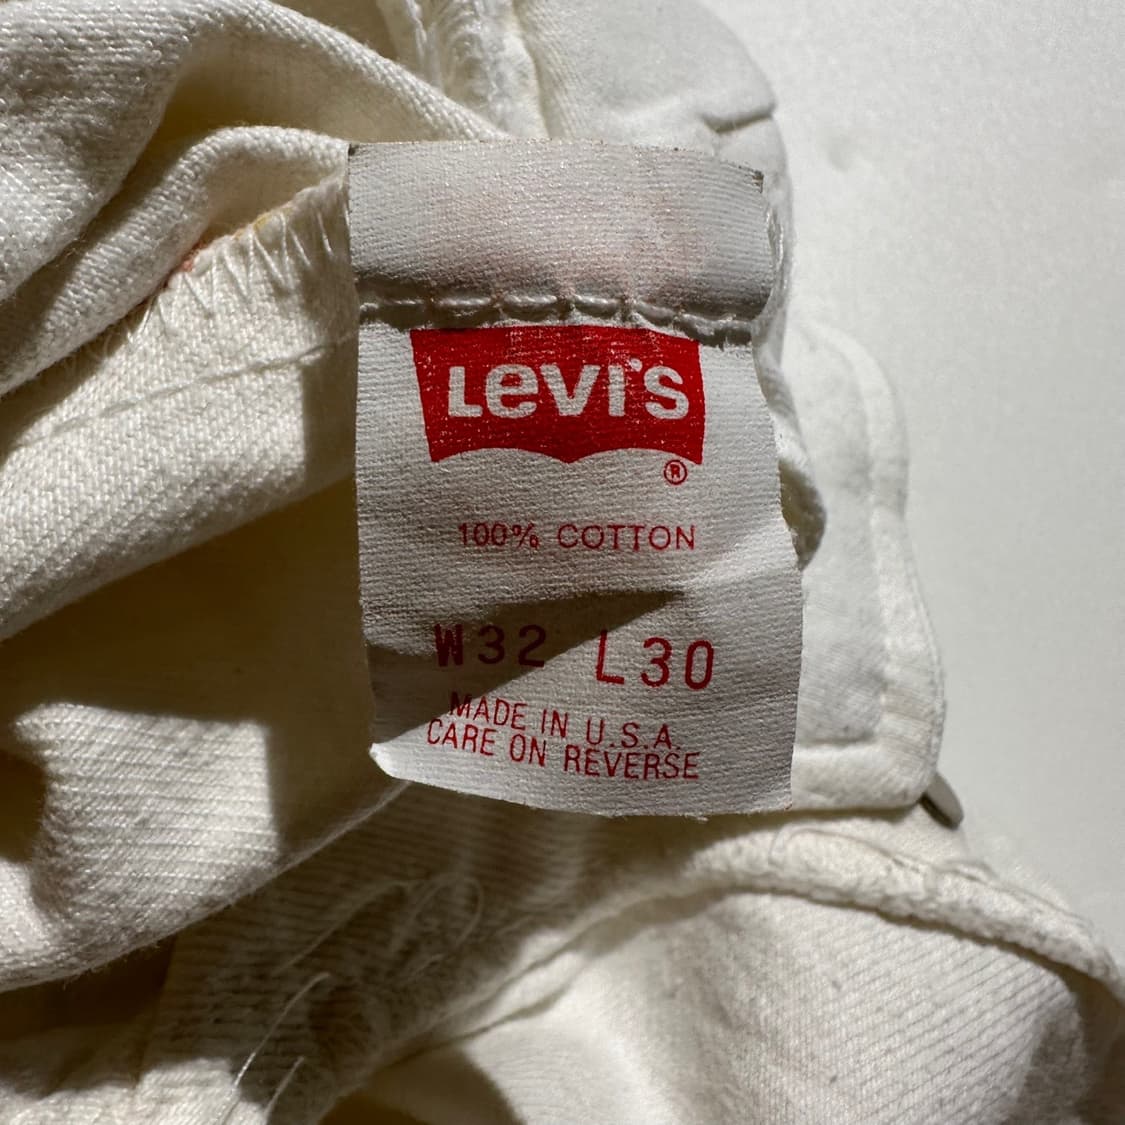 Levi's
®
100% COTTON
W32 L30
MADE IN U.S.A.
CARE ON REVERSE